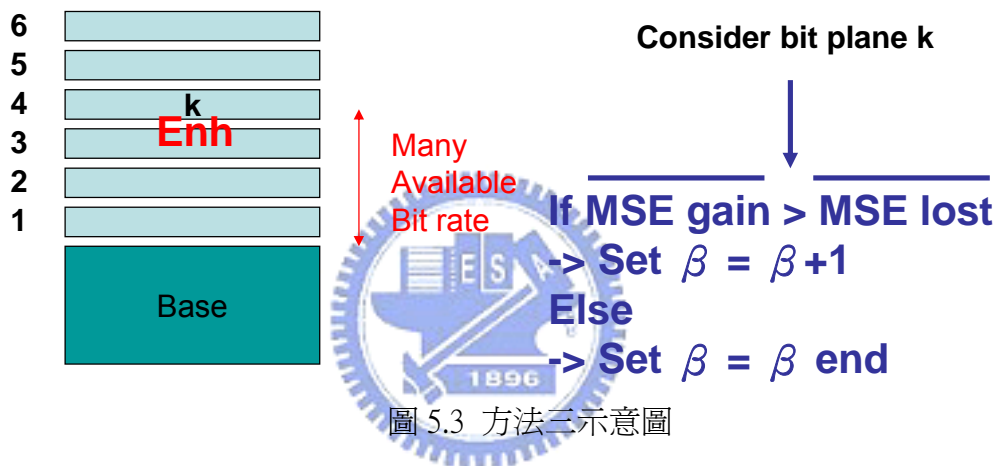 6
5
4
3
2
1
k
Enh
Base
Many
Available
Bit rate
Consider bit plane k
If MSE gain > MSE lost
-> Set β = β+1
Else
-> Set β = β end
E S A
1896
圖 5.3 方法三示意圖